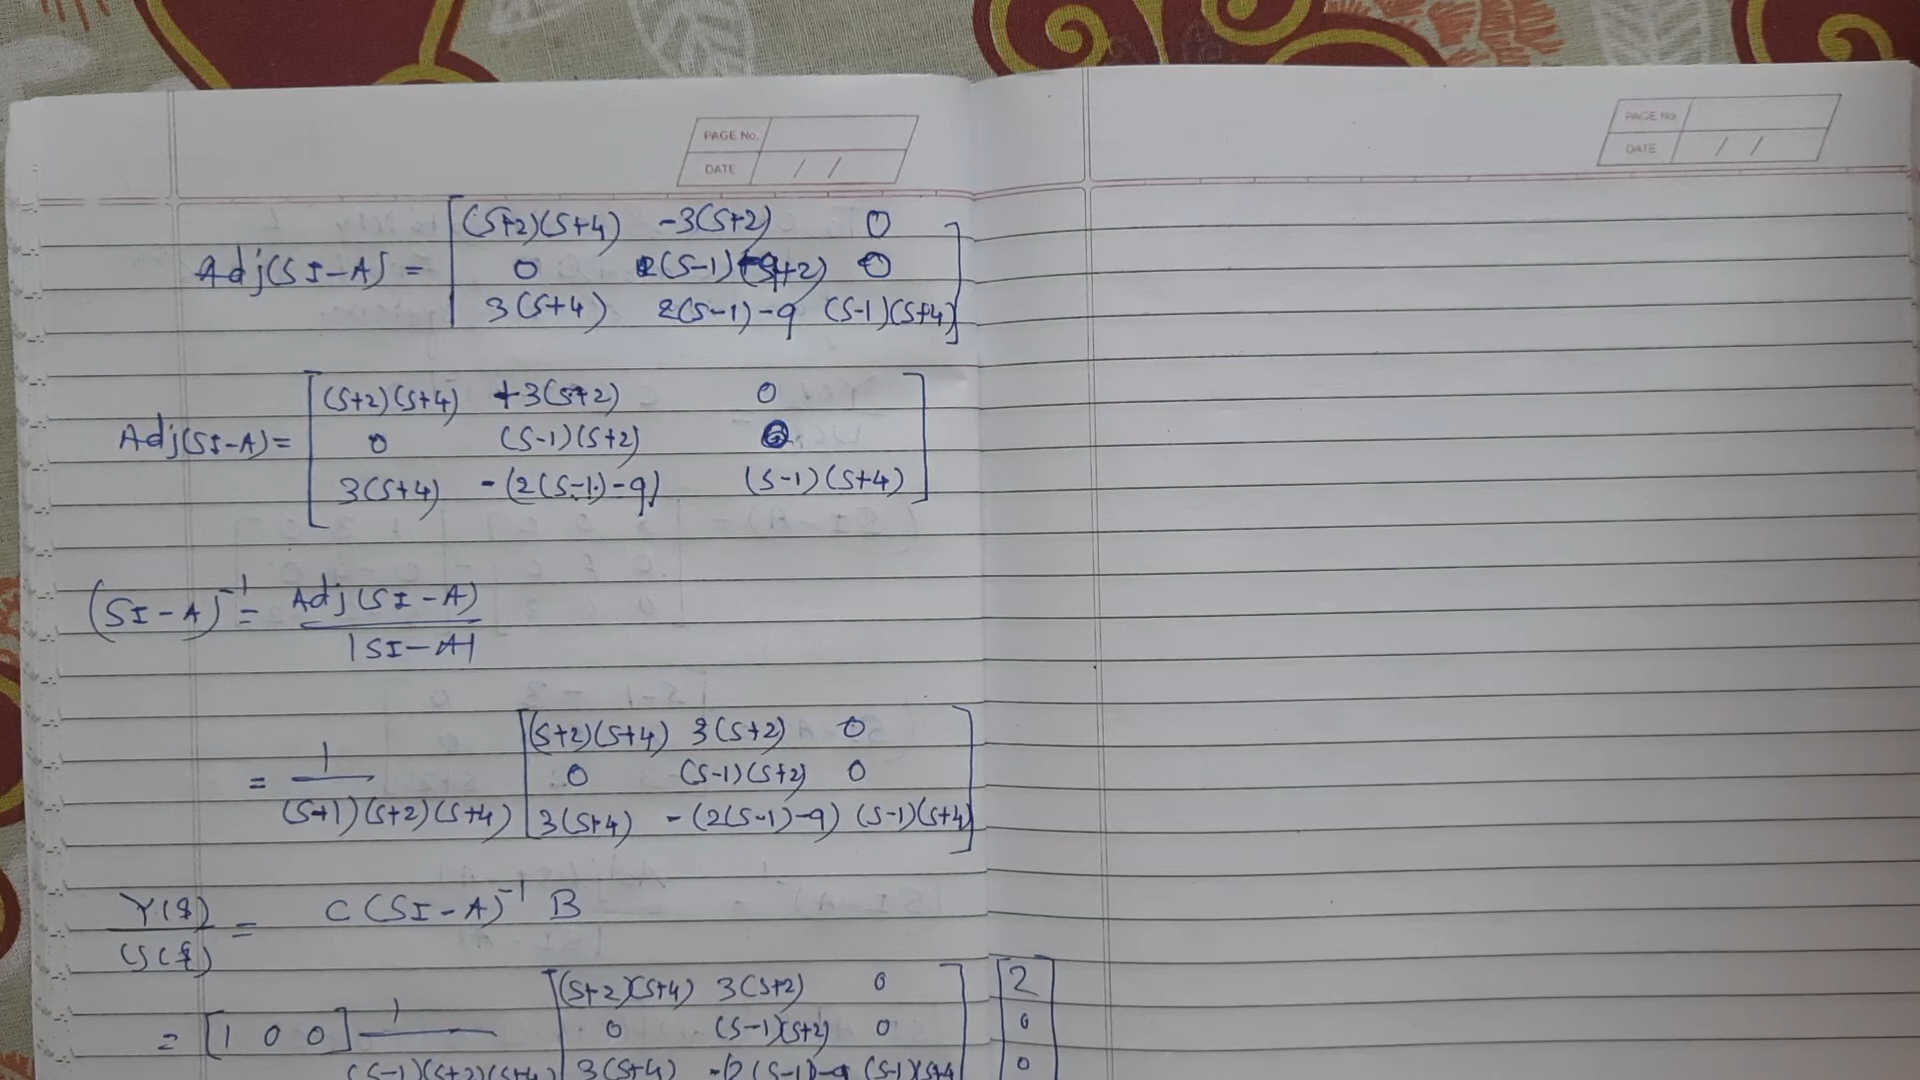 PAGE No.
DATE / /
PAGE No.
DATE / /
(S+2)(S+4) -3(S+2) 0
Adj(SI-A) = 0 (S-1)(S+2) 0
3(S+4) 2(S-1)-9 (S-1)(S+4)
(S+2)(S+4) +3(S+2) 0
Adj(SI-A)= 0 (S-1)(S+2) 0
3(S+4) -(2(S-1)-9) (S-1)(S+4)
(SI-A)⁻¹ = Adj(SI-A)
|SI-A|
1 (S+2)(S+4) 3(S+2) 0
= 0 (S-1)(S+2) 0
(S+1)(S+2)(S+4) 3(S+4) -(2(S-1)-9) (S-1)(S+4)
Y(s) = C(SI-A)⁻¹ B
U(s)
(S+2)(S+4) 3(S+2) 0 2
= [1 0 0] 1 0 (S-1)(S+2) 0 0
(S-1)(S+2)(S+4) 3(S+4) -2(S-1)-9 (S-1)(S+4 0